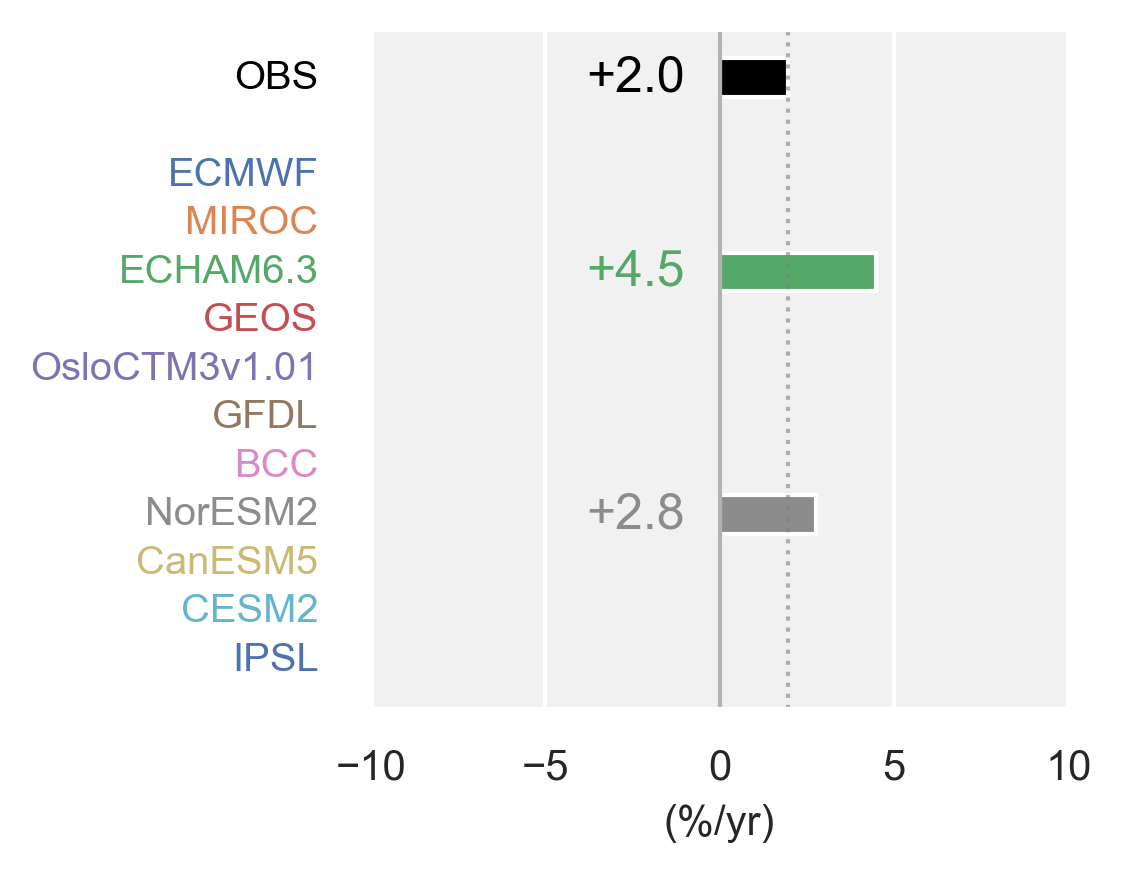 OBS +2.0
ECMWF
MIROC
ECHAM6.3 +4.5
GEOS
OsloCTM3v1.01
GFDL
BCC
NorESM2 +2.8
CanESM5
CESM2
IPSL
−10 −5 0 5 10
(%/yr)